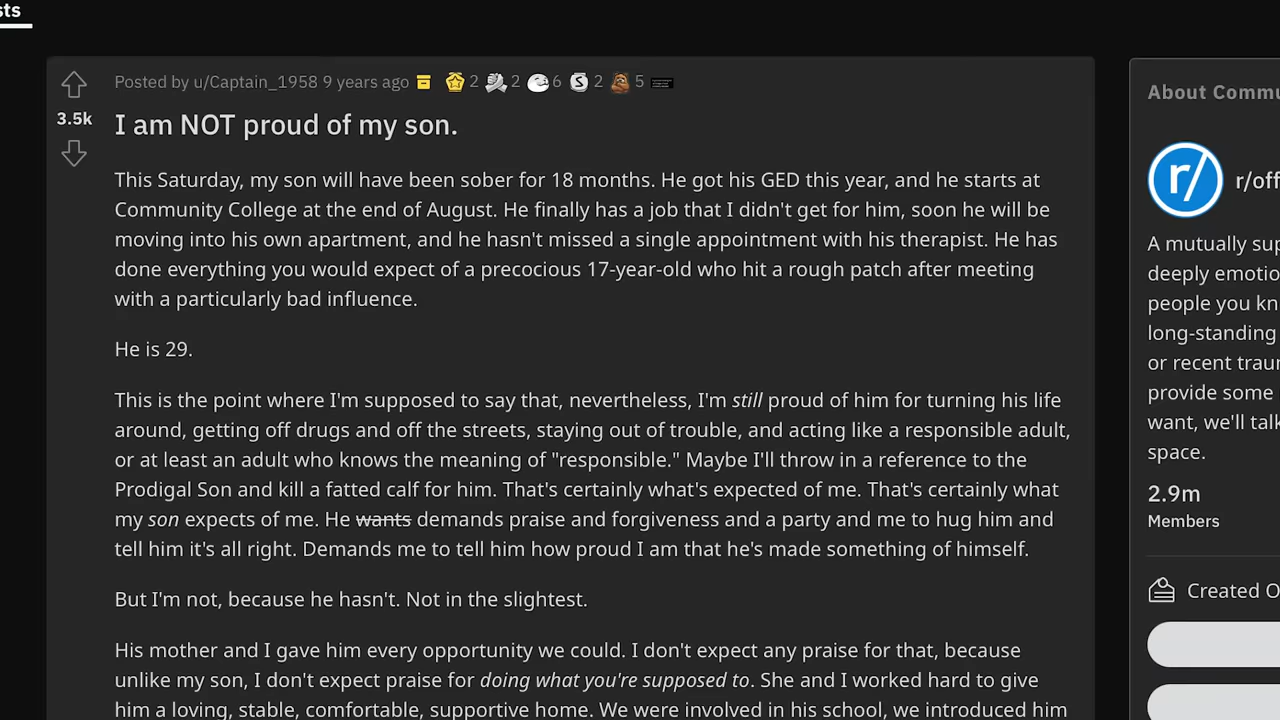 sts
Posted by u/Captain_1958 9 years ago 2 2 6 S 2 5
3.5k
I am NOT proud of my son.
This Saturday, my son will have been sober for 18 months. He got his GED this year, and he starts at
Community College at the end of August. He finally has a job that I didn't get for him, soon he will be
moving into his own apartment, and he hasn't missed a single appointment with his therapist. He has
done everything you would expect of a precocious 17-year-old who hit a rough patch after meeting
with a particularly bad influence.
He is 29.
This is the point where I'm supposed to say that, nevertheless, I'm still proud of him for turning his life
around, getting off drugs and off the streets, staying out of trouble, and acting like a responsible adult,
or at least an adult who knows the meaning of "responsible." Maybe I'll throw in a reference to the
Prodigal Son and kill a fatted calf for him. That's certainly what's expected of me. That's certainly what
my son expects of me. He wants demands praise and forgiveness and a party and me to hug him and
tell him it's all right. Demands me to tell him how proud I am that he's made something of himself.
But I'm not, because he hasn't. Not in the slightest.
His mother and I gave him every opportunity we could. I don't expect any praise for that, because
unlike my son, I don't expect praise for doing what you're supposed to. She and I worked hard to give
him a loving, stable, comfortable, supportive home. We were involved in his school, we introduced him
About Commu
r/
r/off
A mutually sup
deeply emotio
people you kn
long-standing
or recent traun
provide some
want, we'll talk
space.
2.9m
Members
Created O